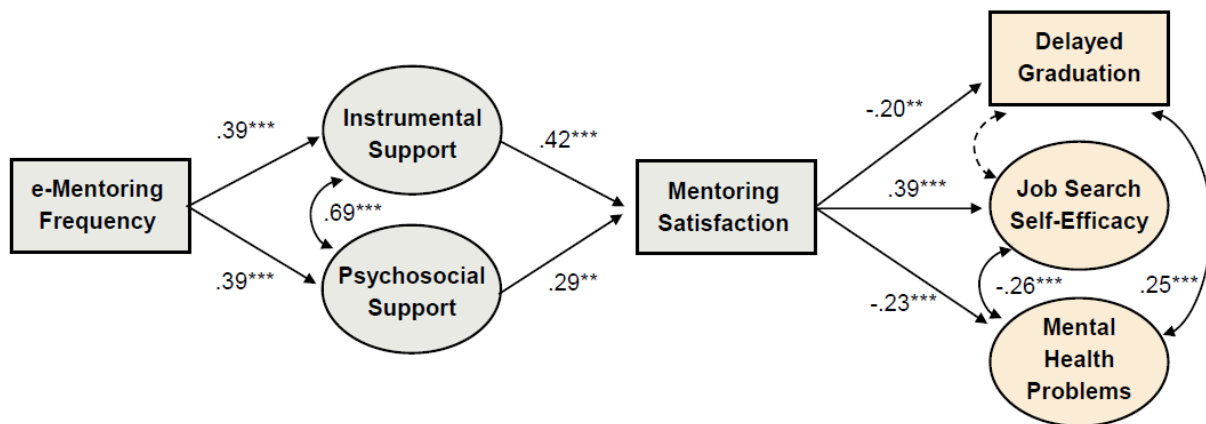 e-Mentoring
Frequency
.39***
.39***
Instrumental
Support
.69***
Psychosocial
Support
.42***
.29**
Mentoring
Satisfaction
-.20**
.39***
-.23***
Delayed
Graduation
Job Search
Self-Efficacy
-.26***
.25***
Mental
Health
Problems